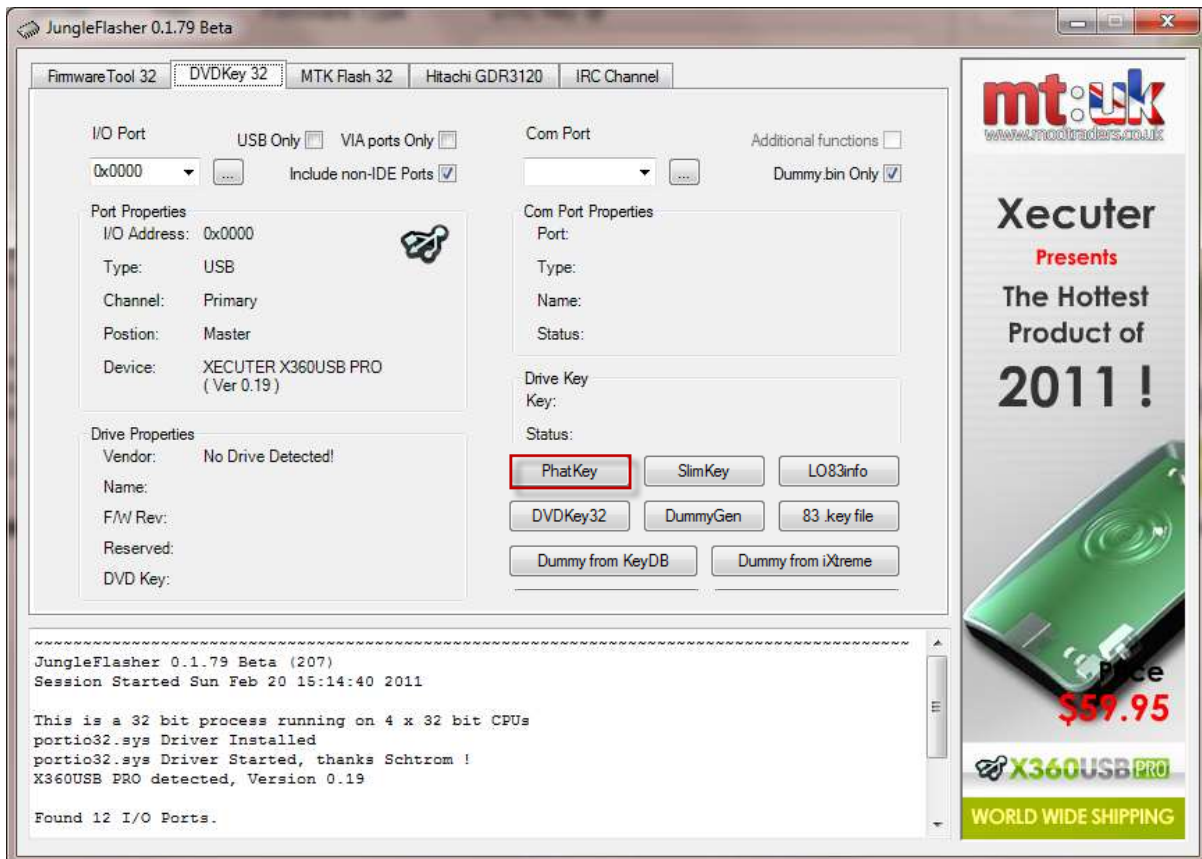 JungleFlasher 0.1.79 Beta
Firmware Tool 32 DVDKey 32 MTK Flash 32 Hitachi GDR3120 IRC Channel
I/O Port USB Only VIA ports Only
0x0000 ... Include non-IDE Ports
Com Port Additional functions
... Dummy.bin Only
Port Properties
I/O Address: 0x0000
Type: USB
Channel: Primary
Postion: Master
Device: XECUTER X360USB PRO
( Ver 0.19 )
Com Port Properties
Port:
Type:
Name:
Status:
Drive Key
Key:
Status:
Drive Properties
Vendor: No Drive Detected!
Name:
F/W Rev:
Reserved:
DVD Key:
PhatKey SlimKey LO83info
DVDKey32 DummyGen 83 .key file
Dummy from KeyDB Dummy from iXtreme
~~~~~~~~~~~~~~~~~~~~~~~~~~~~~~~~~~~~~~~~~~~~~~~~~~~~~~~~~~~~~~~~~~~~~~~~~~~~~~~~~~~~~~~~~
JungleFlasher 0.1.79 Beta (207)
Session Started Sun Feb 20 15:14:40 2011
This is a 32 bit process running on 4 x 32 bit CPUs
portio32.sys Driver Installed
portio32.sys Driver Started, thanks Schtrom !
X360USB PRO detected, Version 0.19
Found 12 I/O Ports.
mt:uk
www.modtraders.co.uk
Xecuter
Presents
The Hottest
Product of
2011 !
Price
$59.95
X360USB PRO
WORLD WIDE SHIPPING